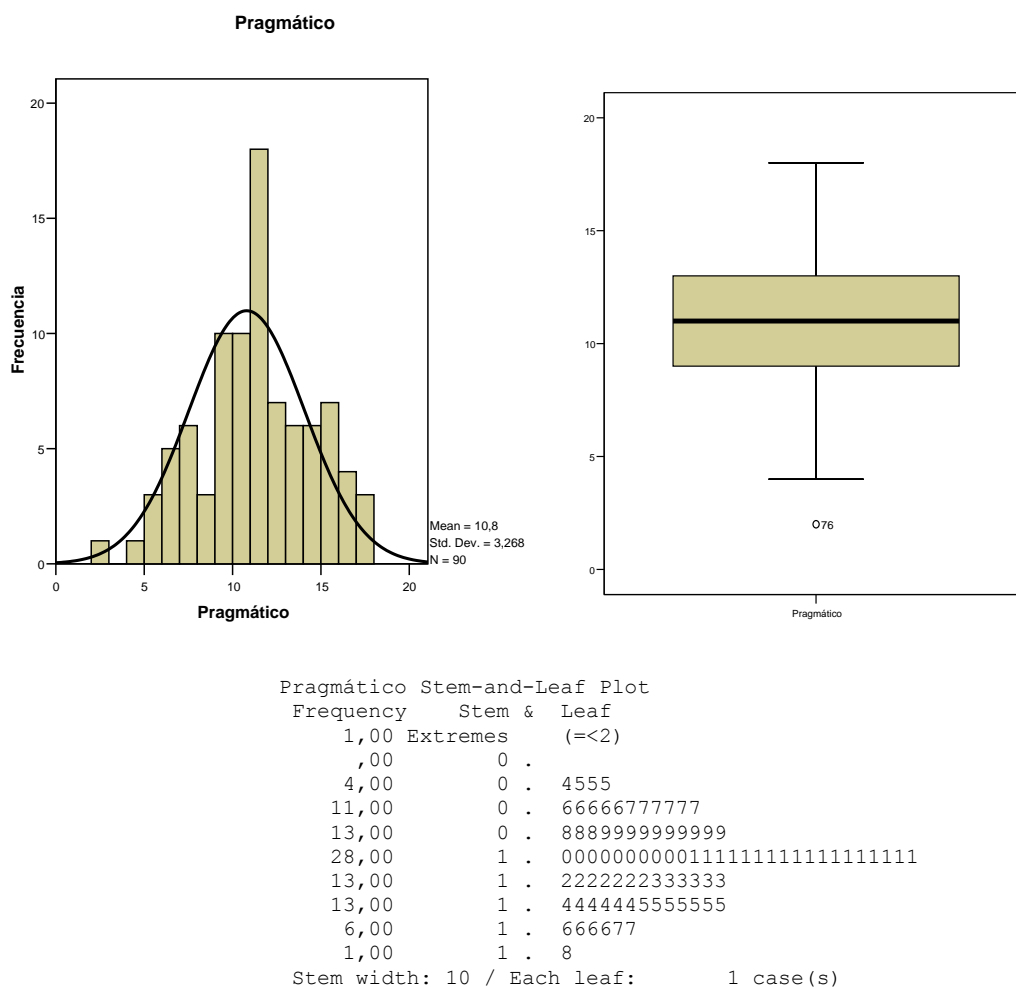 Pragmático
20
15
10
5
0
Frecuencia
0 5 10 15 20
Pragmático
Mean = 10,8
Std. Dev. = 3,268
N = 90
20
15
10
5
0
76
Pragmático
Pragmático Stem-and-Leaf Plot
Frequency Stem & Leaf
1,00 Extremes (=<2)
,00 0 .
4,00 0 . 4555
11,00 0 . 66666777777
13,00 0 . 8889999999999
28,00 1 . 0000000000111111111111111111
13,00 1 . 2222222333333
13,00 1 . 4444445555555
6,00 1 . 666677
1,00 1 . 8
Stem width: 10 / Each leaf: 1 case(s)